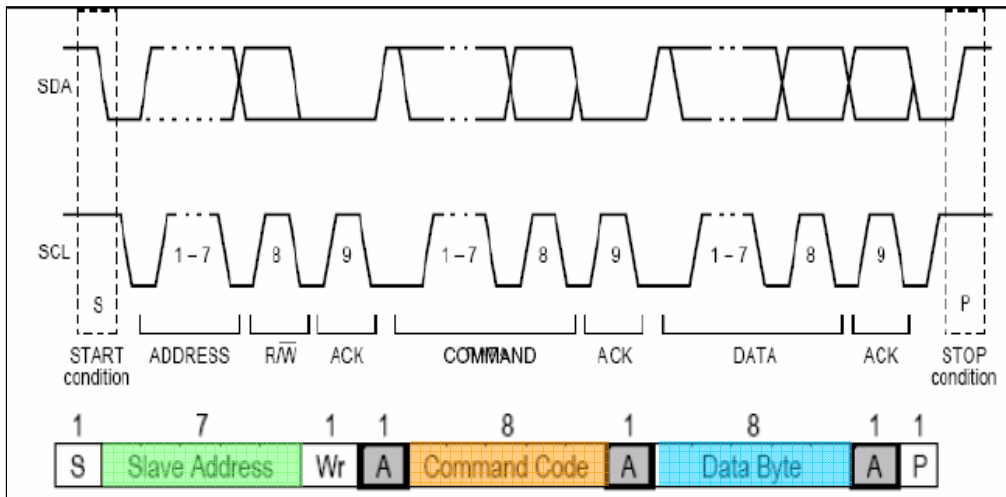 SDA
SCL 1 – 7 8 9 1 – 7 8 9 1 – 7 8 9
S P
START condition ADDRESS R/W̅ ACK COMMAND ACK DATA ACK STOP condition
1 7 1 1 8 1 8 1 1
S Slave Address Wr A Command Code A Data Byte A P